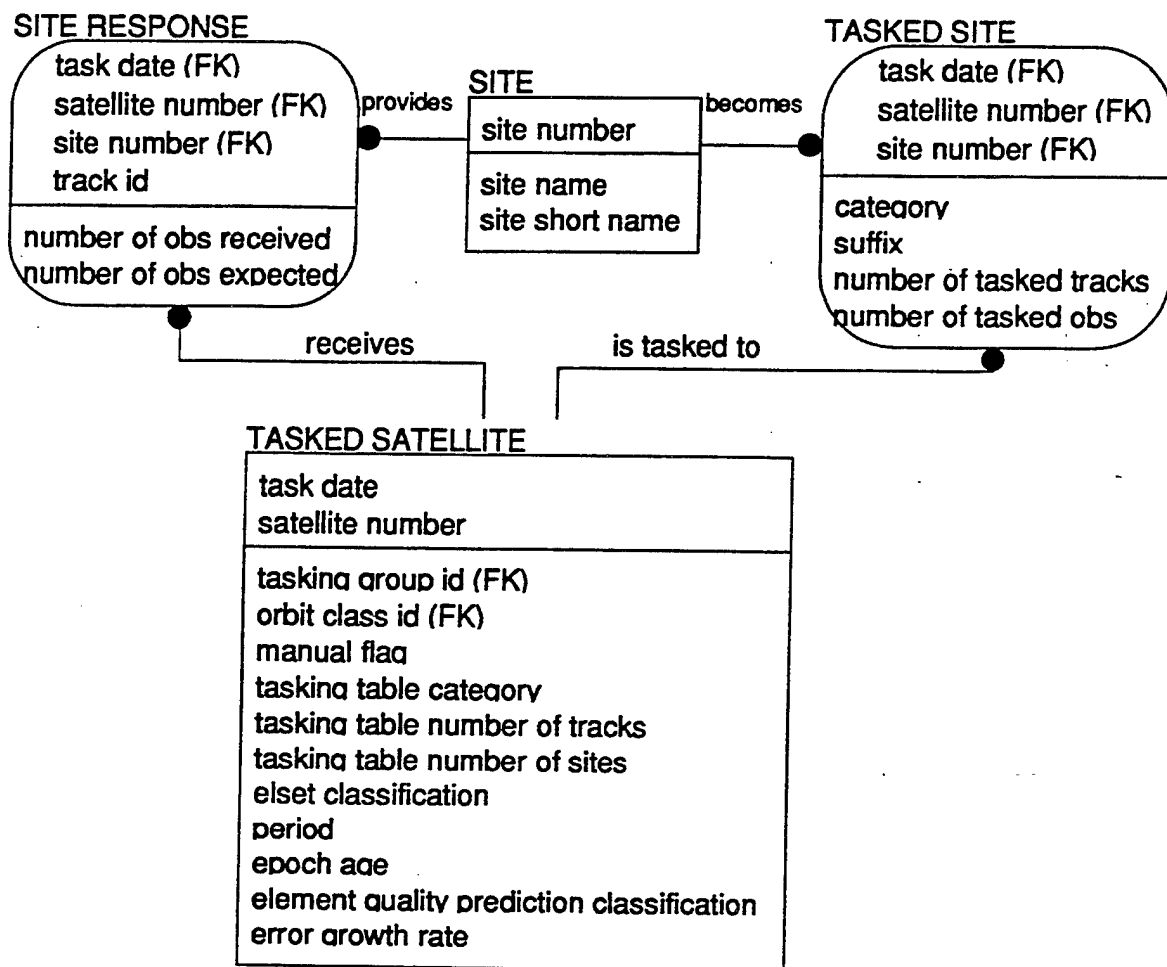 SITE RESPONSE
task date (FK)
satellite number (FK)
site number (FK)
track id
number of obs received
number of obs expected
provides
SITE
site number
site name
site short name
becomes
TASKED SITE
task date (FK)
satellite number (FK)
site number (FK)
category
suffix
number of tasked tracks
number of tasked obs
receives
is tasked to
TASKED SATELLITE
task date
satellite number
tasking group id (FK)
orbit class id (FK)
manual flag
tasking table category
tasking table number of tracks
tasking table number of sites
elset classification
period
epoch age
element quality prediction classification
error growth rate